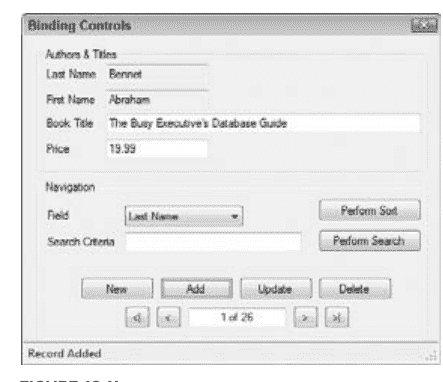 Binding Controls
Authors & Titles
Last Name Bennet
First Name Abraham
Book Title The Busy Executive's Database Guide
Price 19.99
Navigation
Field Last Name Perform Sort
Search Criteria Perform Search
New Add Update Delete
<| < 1 of 26 > >|
Record Added